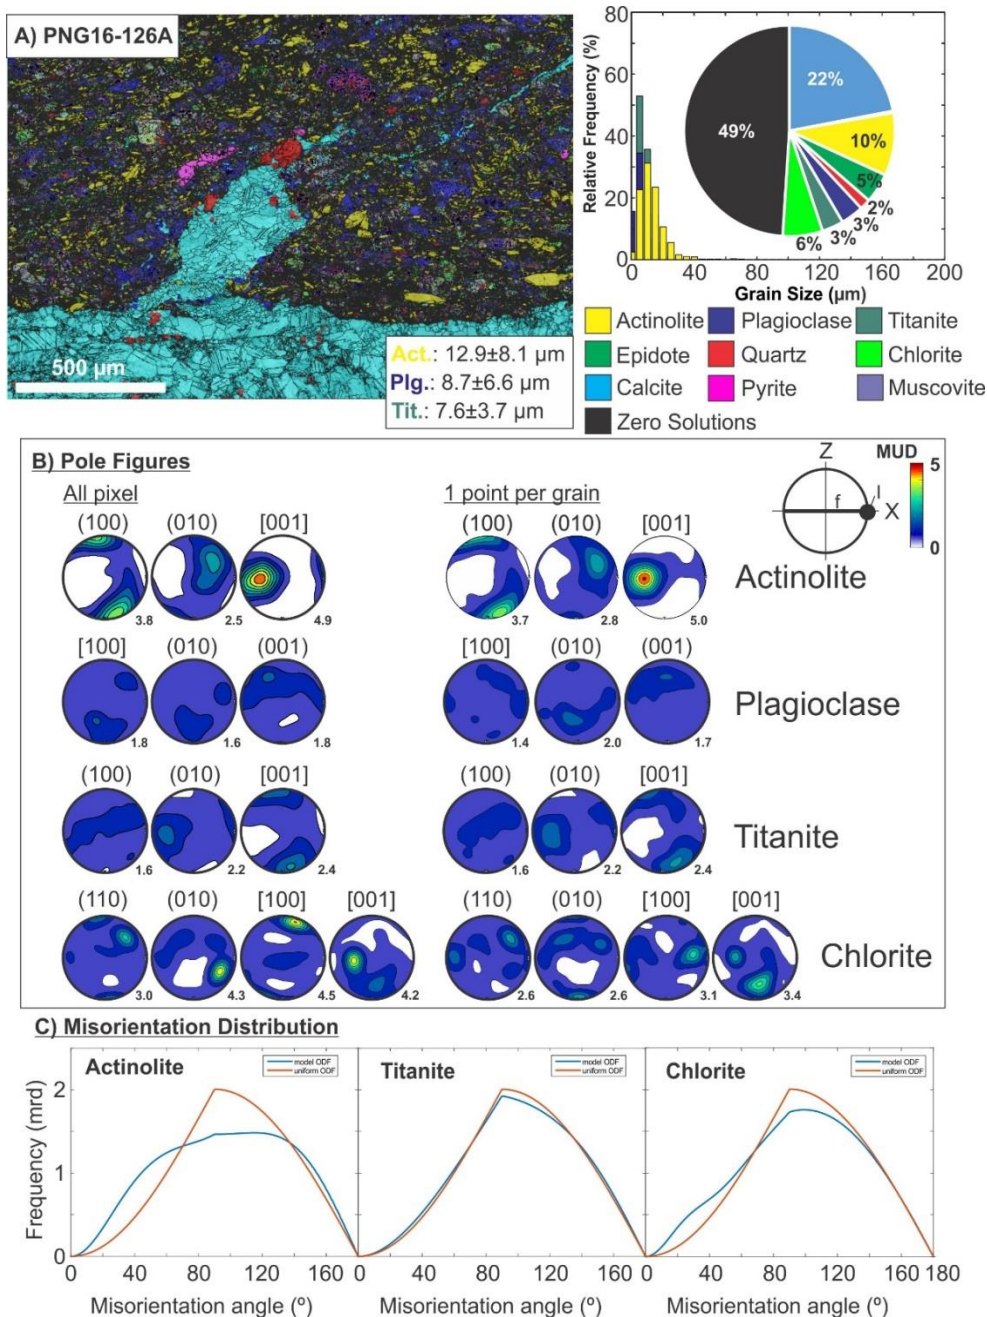 A) PNG16-126A
500 µm
Act.: 12.9±8.1 µm
Plg.: 8.7±6.6 µm
Tit.: 7.6±3.7 µm
Relative Frequency (%)
80
60
40
20
0
0 40 80 120 160 200
Grain Size (µm)
22%
10%
5%
2%
3%
3%
6%
49%
Actinolite Plagioclase Titanite
Epidote Quartz Chlorite
Calcite Pyrite Muscovite
Zero Solutions
B) Pole Figures
All pixel
1 point per grain
Z
X
f
l
MUD
5
0
(100) (010) [001] (100) (010) [001]
Actinolite
3.8 2.5 4.9 3.7 2.8 5.0
[100] (010) (001) [100] (010) (001)
Plagioclase
1.8 1.6 1.8 1.4 2.0 1.7
(100) (010) [001] (100) (010) [001]
Titanite
1.6 2.2 2.4 1.6 2.2 2.4
(110) (010) [100] [001] (110) (010) [100] [001]
Chlorite
3.0 4.3 4.5 4.2 2.6 2.6 3.1 3.4
C) Misorientation Distribution
Frequency (mrd)
2
1
0
Actinolite
model ODF
uniform ODF
Titanite
model ODF
uniform ODF
Chlorite
model ODF
uniform ODF
0 40 80 120 160 0 40 80 120 160 0 40 80 120 160 180
Misorientation angle (º) Misorientation angle (º) Misorientation angle (º)